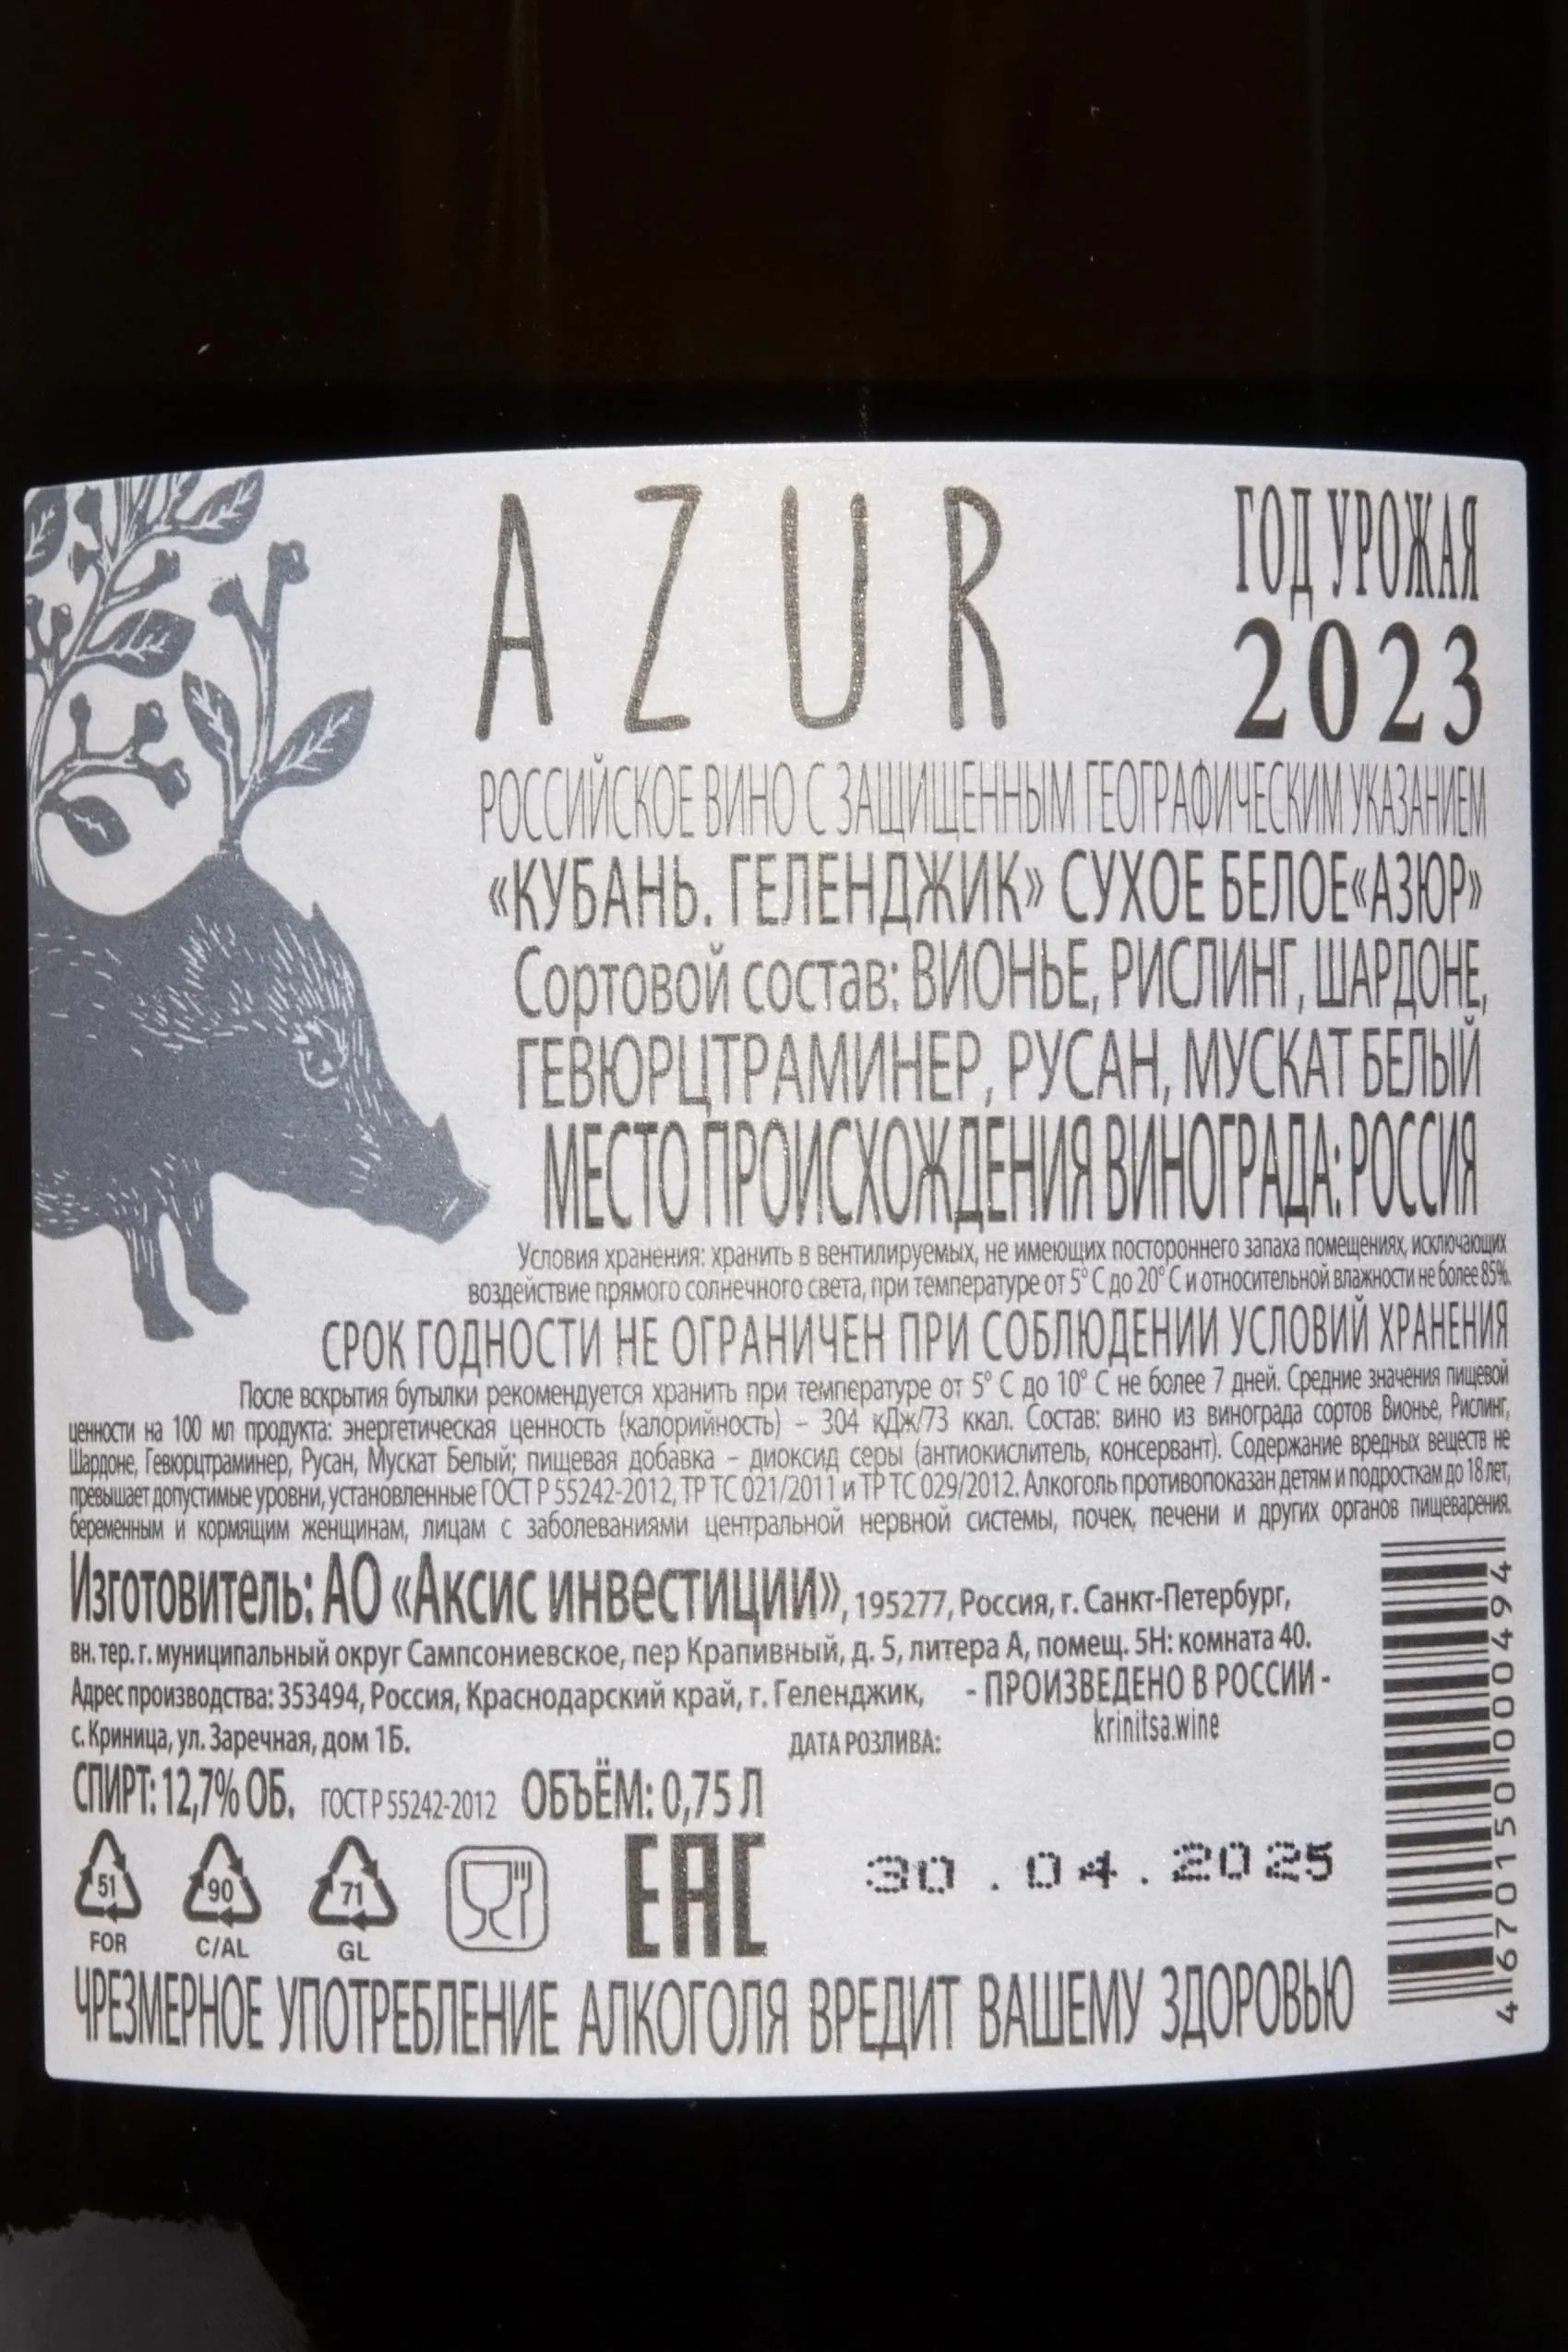 AZUR
ГОД УРОЖАЯ
2023
РОССИЙСКОЕ ВИНО С ЗАЩИЩЕННЫМ ГЕОГРАФИЧЕСКИМ УКАЗАНИЕМ
«КУБАНЬ. ГЕЛЕНДЖИК» СУХОЕ БЕЛОЕ«АЗЮР»
Сортовой состав: ВИОНЬЕ, РИСЛИНГ, ШАРДОНЕ,
ГЕВЮРЦТРАМИНЕР, РУСАН, МУСКАТ БЕЛЫЙ
МЕСТО ПРОИСХОЖДЕНИЯ ВИНОГРАДА: РОССИЯ
Условия хранения: хранить в вентилируемых, не имеющих постороннего запаха помещениях, исключающих
воздействие прямого солнечного света, при температуре от 5° С до 20° С и относительной влажности не более 85%.
СРОК ГОДНОСТИ НЕ ОГРАНИЧЕН ПРИ СОБЛЮДЕНИИ УСЛОВИЙ ХРАНЕНИЯ
После вскрытия бутылки рекомендуется хранить при температуре от 5° С до 10° С не более 7 дней. Средние значения пищевой
ценности на 100 мл продукта: энергетическая ценность (калорийность) – 304 кДж/73 ккал. Состав: вино из винограда сортов Вионье, Рислинг,
Шардоне, Гевюрцтраминер, Русан, Мускат Белый; пищевая добавка – диоксид серы (антиокислитель, консервант). Содержание вредных веществ не
превышает допустимые уровни, установленные ГОСТ Р 55242-2012, ТР ТС 021/2011 и ТР ТС 029/2012. Алкоголь противопоказан детям и подросткам до 18 лет,
беременным и кормящим женщинам, лицам с заболеваниями центральной нервной системы, почек, печени и других органов пищеварения.
Изготовитель: АО «Аксис инвестиции», 195277, Россия, г. Санкт-Петербург,
вн. тер. г. муниципальный округ Сампсониевское, пер Крапивный, д. 5, литера А, помещ. 5Н: комната 40.
Адрес производства: 353494, Россия, Краснодарский край, г. Геленджик,
с. Криница, ул. Заречная, дом 1Б.
- ПРОИЗВЕДЕНО В РОССИИ -
krinitsa.wine
ДАТА РОЗЛИВА:
СПИРТ: 12,7% ОБ. ГОСТ Р 55242-2012 ОБЪЁМ: 0,75 Л
30.04.2025
51
FOR
90
C/AL
71
GL
EAC
ЧРЕЗМЕРНОЕ УПОТРЕБЛЕНИЕ АЛКОГОЛЯ ВРЕДИТ ВАШЕМУ ЗДОРОВЬЮ
4670150000494